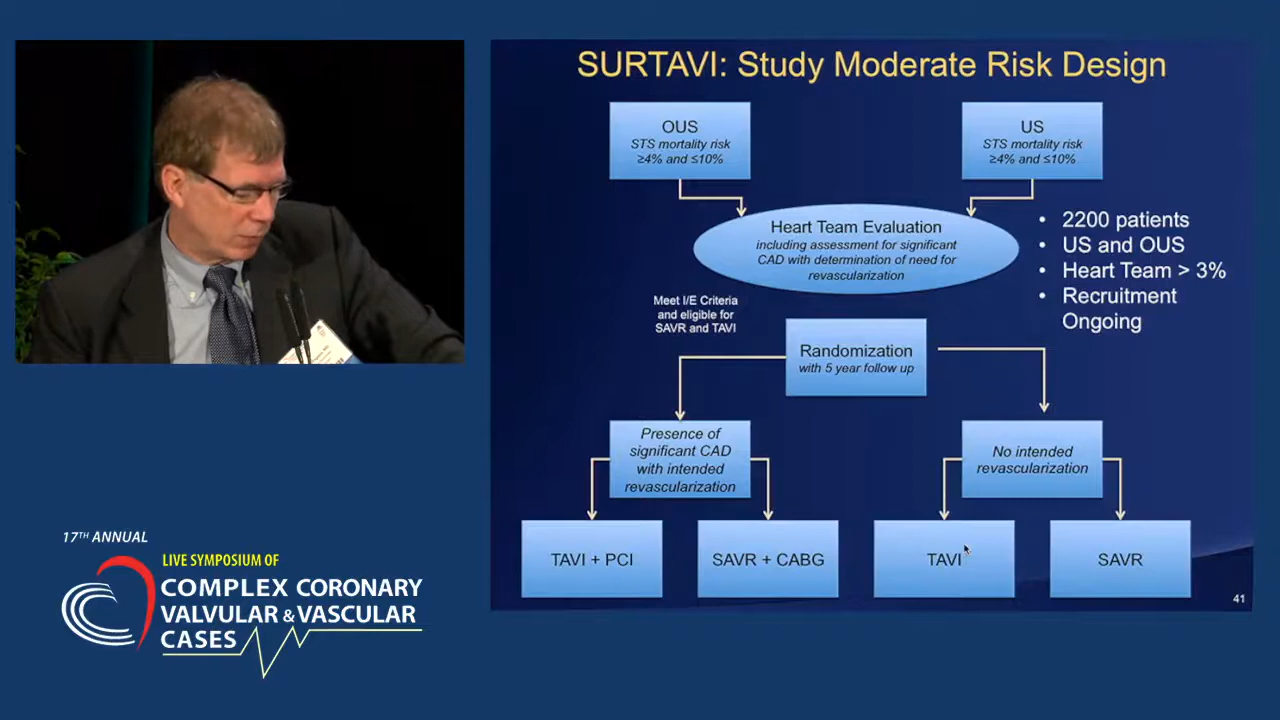 SURTAVI: Study Moderate Risk Design
OUS
STS mortality risk
≥4% and ≤10%
US
STS mortality risk
≥4% and ≤10%
Heart Team Evaluation
including assessment for significant
CAD with determination of need for
revascularization
• 2200 patients
• US and OUS
• Heart Team > 3%
• Recruitment
Ongoing
Meet I/E Criteria
and eligible for
SAVR and TAVI
Randomization
with 5 year follow up
Presence of
significant CAD
with intended
revascularization
No intended
revascularization
TAVI + PCI
SAVR + CABG
TAVI
SAVR
41
17TH ANNUAL
LIVE SYMPOSIUM OF
COMPLEX CORONARY
VALVULAR & VASCULAR
CASES